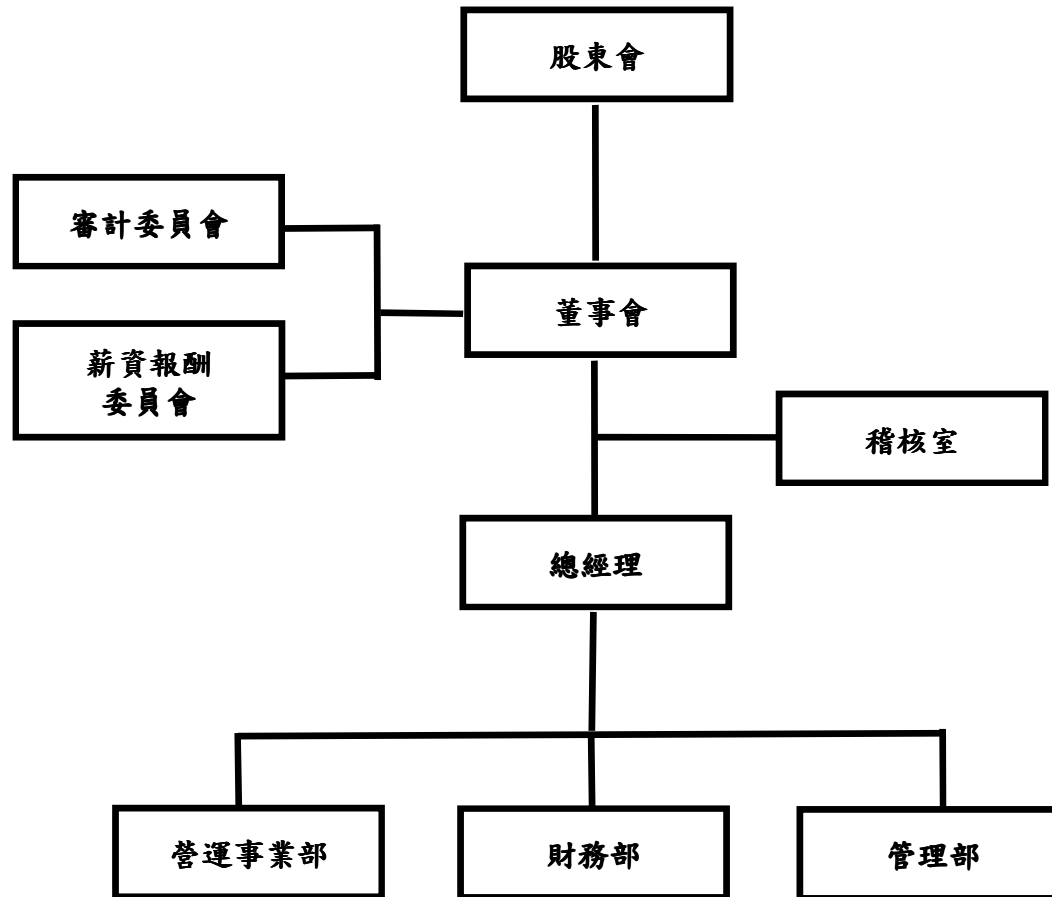 股東會
審計委員會
董事會
薪資報酬
委員會
稽核室
總經理
營運事業部
財務部
管理部